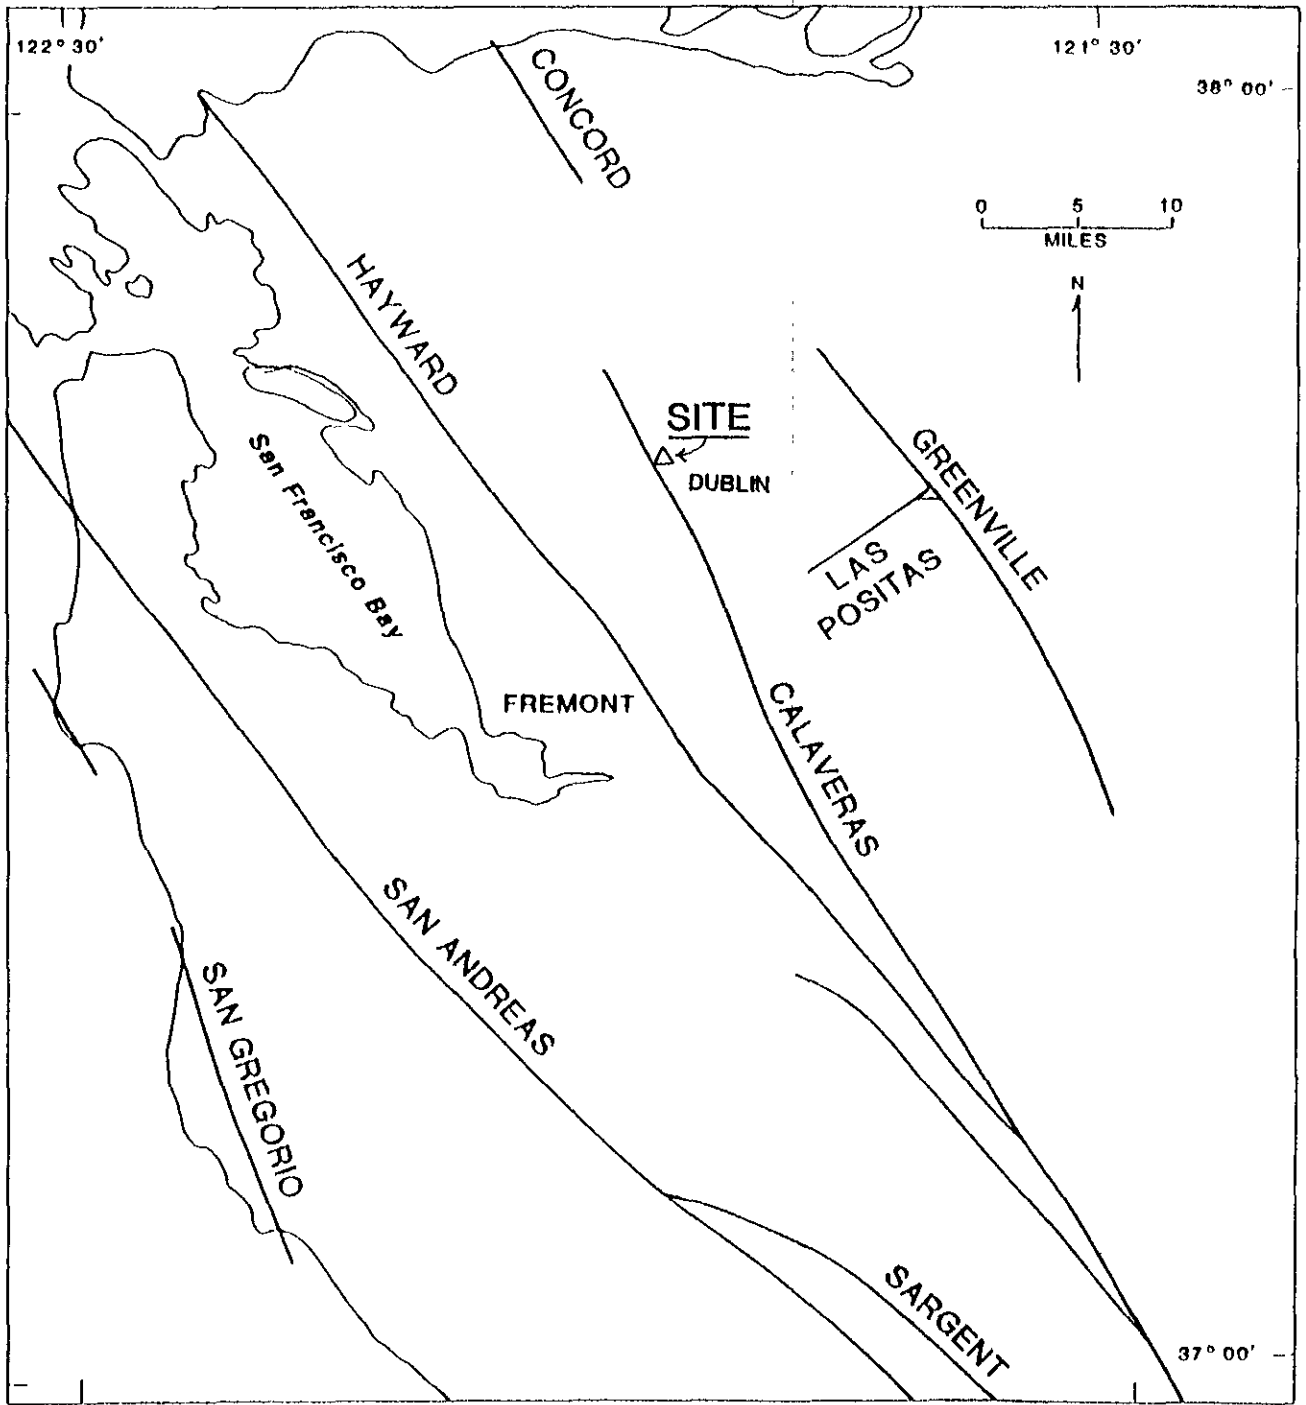 122° 30'
121° 30'
38° 00'
CONCORD
0 5 10
MILES
N
HAYWARD
SITE
DUBLIN
GREENVILLE
LAS
POSITAS
San Francisco Bay
FREMONT
CALAVERAS
SAN ANDREAS
SAN GREGORIO
SARGENT
37° 00'